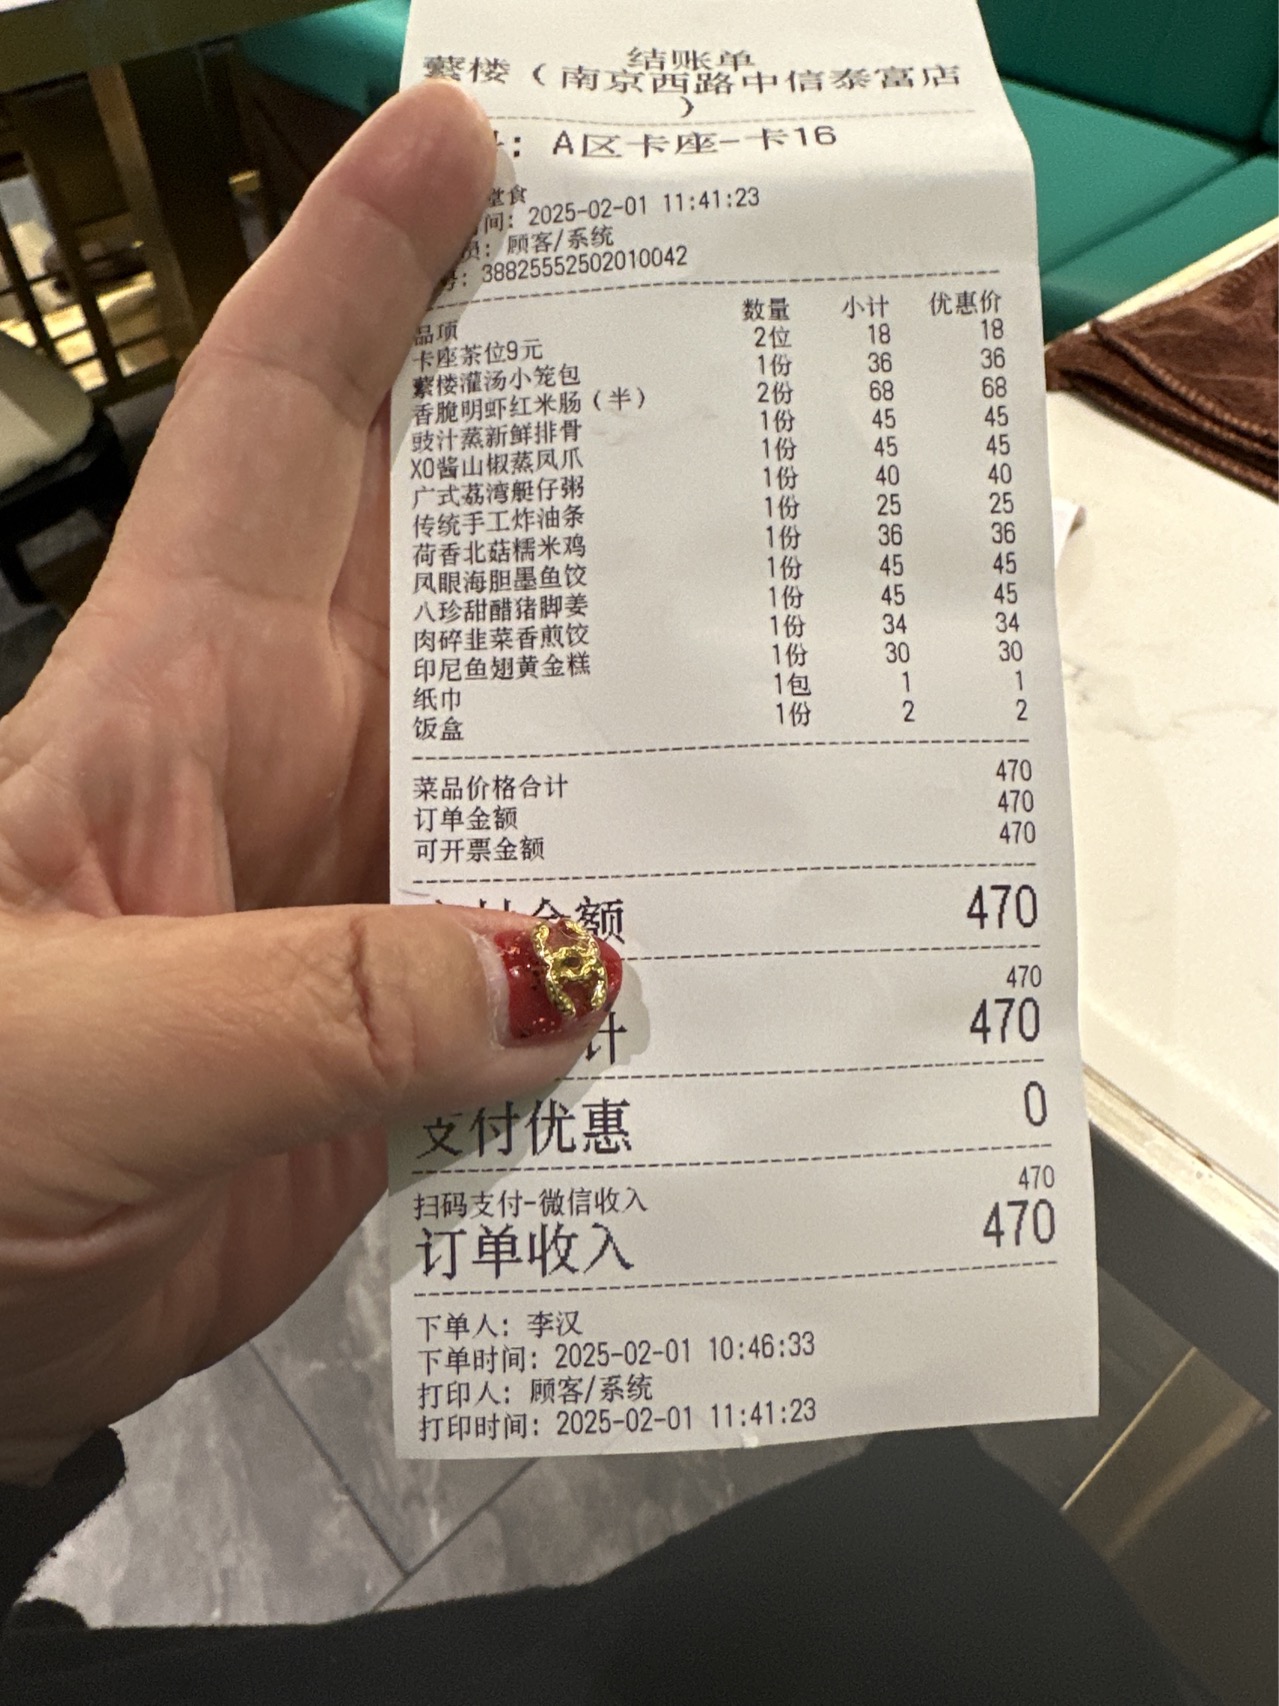 结账单
蘩楼（南京西路中信泰富店
）
：A区卡座-卡16
堂食
间: 2025-02-01 11:41:23
员: 顾客/系统
号: 38825552502010042
品项 数量 小计 优惠价
卡座茶位9元 2位 18 18
蘩楼灌汤小笼包 1份 36 36
香脆明虾红米肠（半） 2份 68 68
豉汁蒸新鲜排骨 1份 45 45
XO酱山椒蒸凤爪 1份 45 45
广式荔湾艇仔粥 1份 40 40
传统手工炸油条 1份 25 25
荷香北菇糯米鸡 1份 36 36
凤眼海胆墨鱼饺 1份 45 45
八珍甜醋猪脚姜 1份 45 45
肉碎韭菜香煎饺 1份 34 34
印尼鱼翅黄金糕 1份 30 30
纸巾 1包 1 1
饭盒 1份 2 2
菜品价格合计 470
订单金额 470
可开票金额 470
金额 470
470
计 470
支付优惠 0
扫码支付-微信收入 470
订单收入 470
下单人: 李汉
下单时间: 2025-02-01 10:46:33
打印人: 顾客/系统
打印时间: 2025-02-01 11:41:23